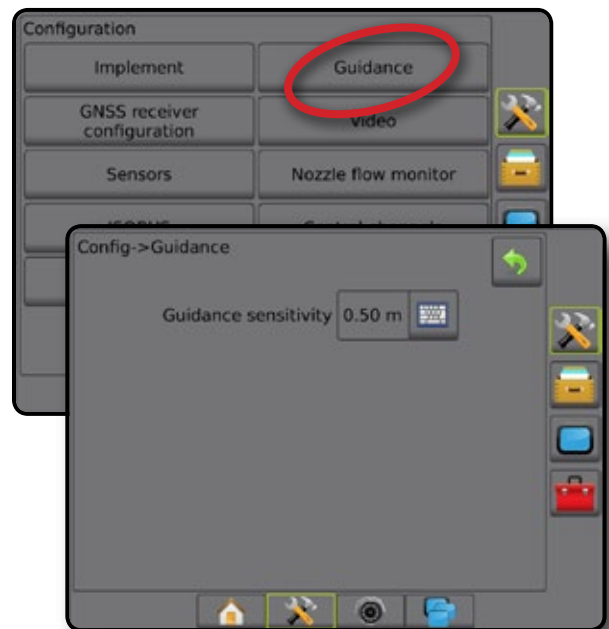 Configuration
Implement
Guidance
GNSS receiver
configuration
Video
Sensors
Nozzle flow monitor
Config->Guidance
Guidance sensitivity 0.50 m